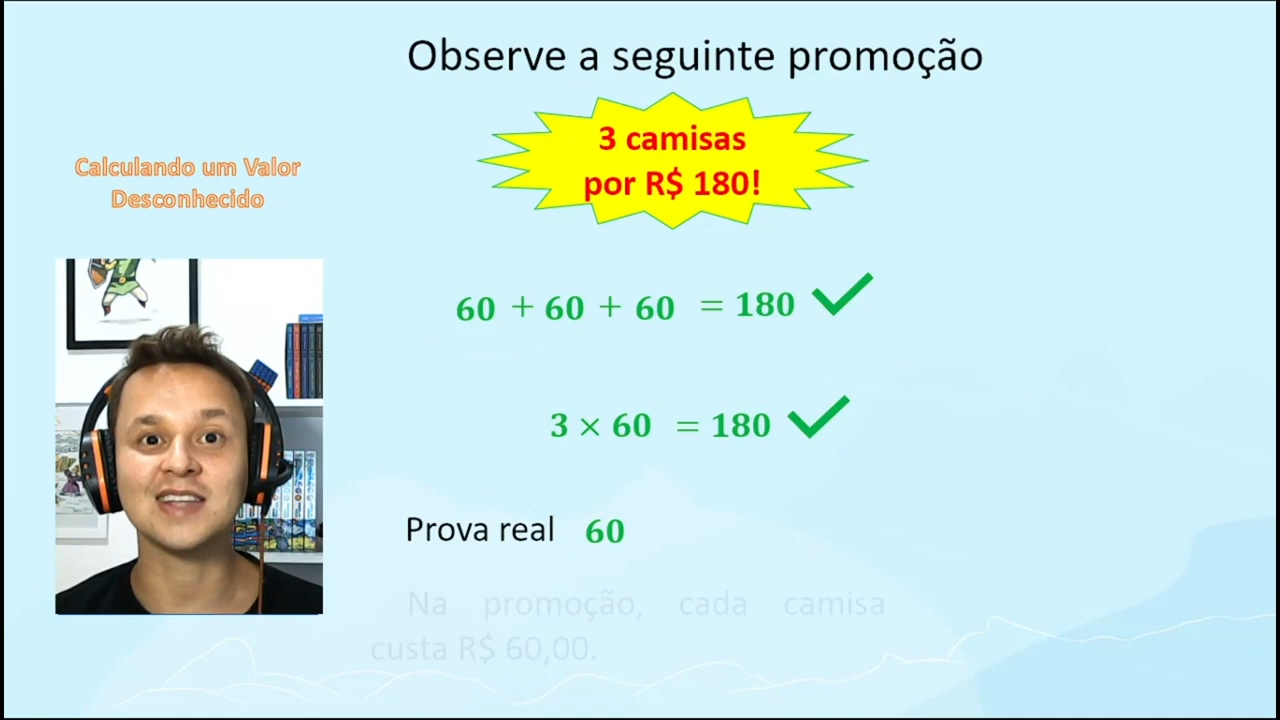 Observe a seguinte promoção
3 camisas
por R$ 180!
Calculando um Valor
Desconhecido
60 + 60 + 60 = 180
3 × 60 = 180
Prova real 60
Na promoção, cada camisa
custa R$ 60,00.